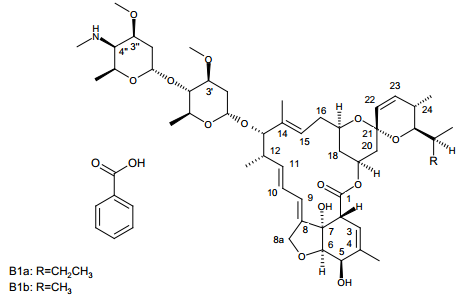 O
H
N
4"
3"
O
O
O
O
3'
O
O
16
H
O
22
23
24
21
O
R
H
14
15
18
20
12
11
H
O
O
1
10
9
OH
H
8
7
3
8a
6
4
5
O
H
OH
O
OH
B1a: R=CH₂CH₃
B1b: R=CH₃